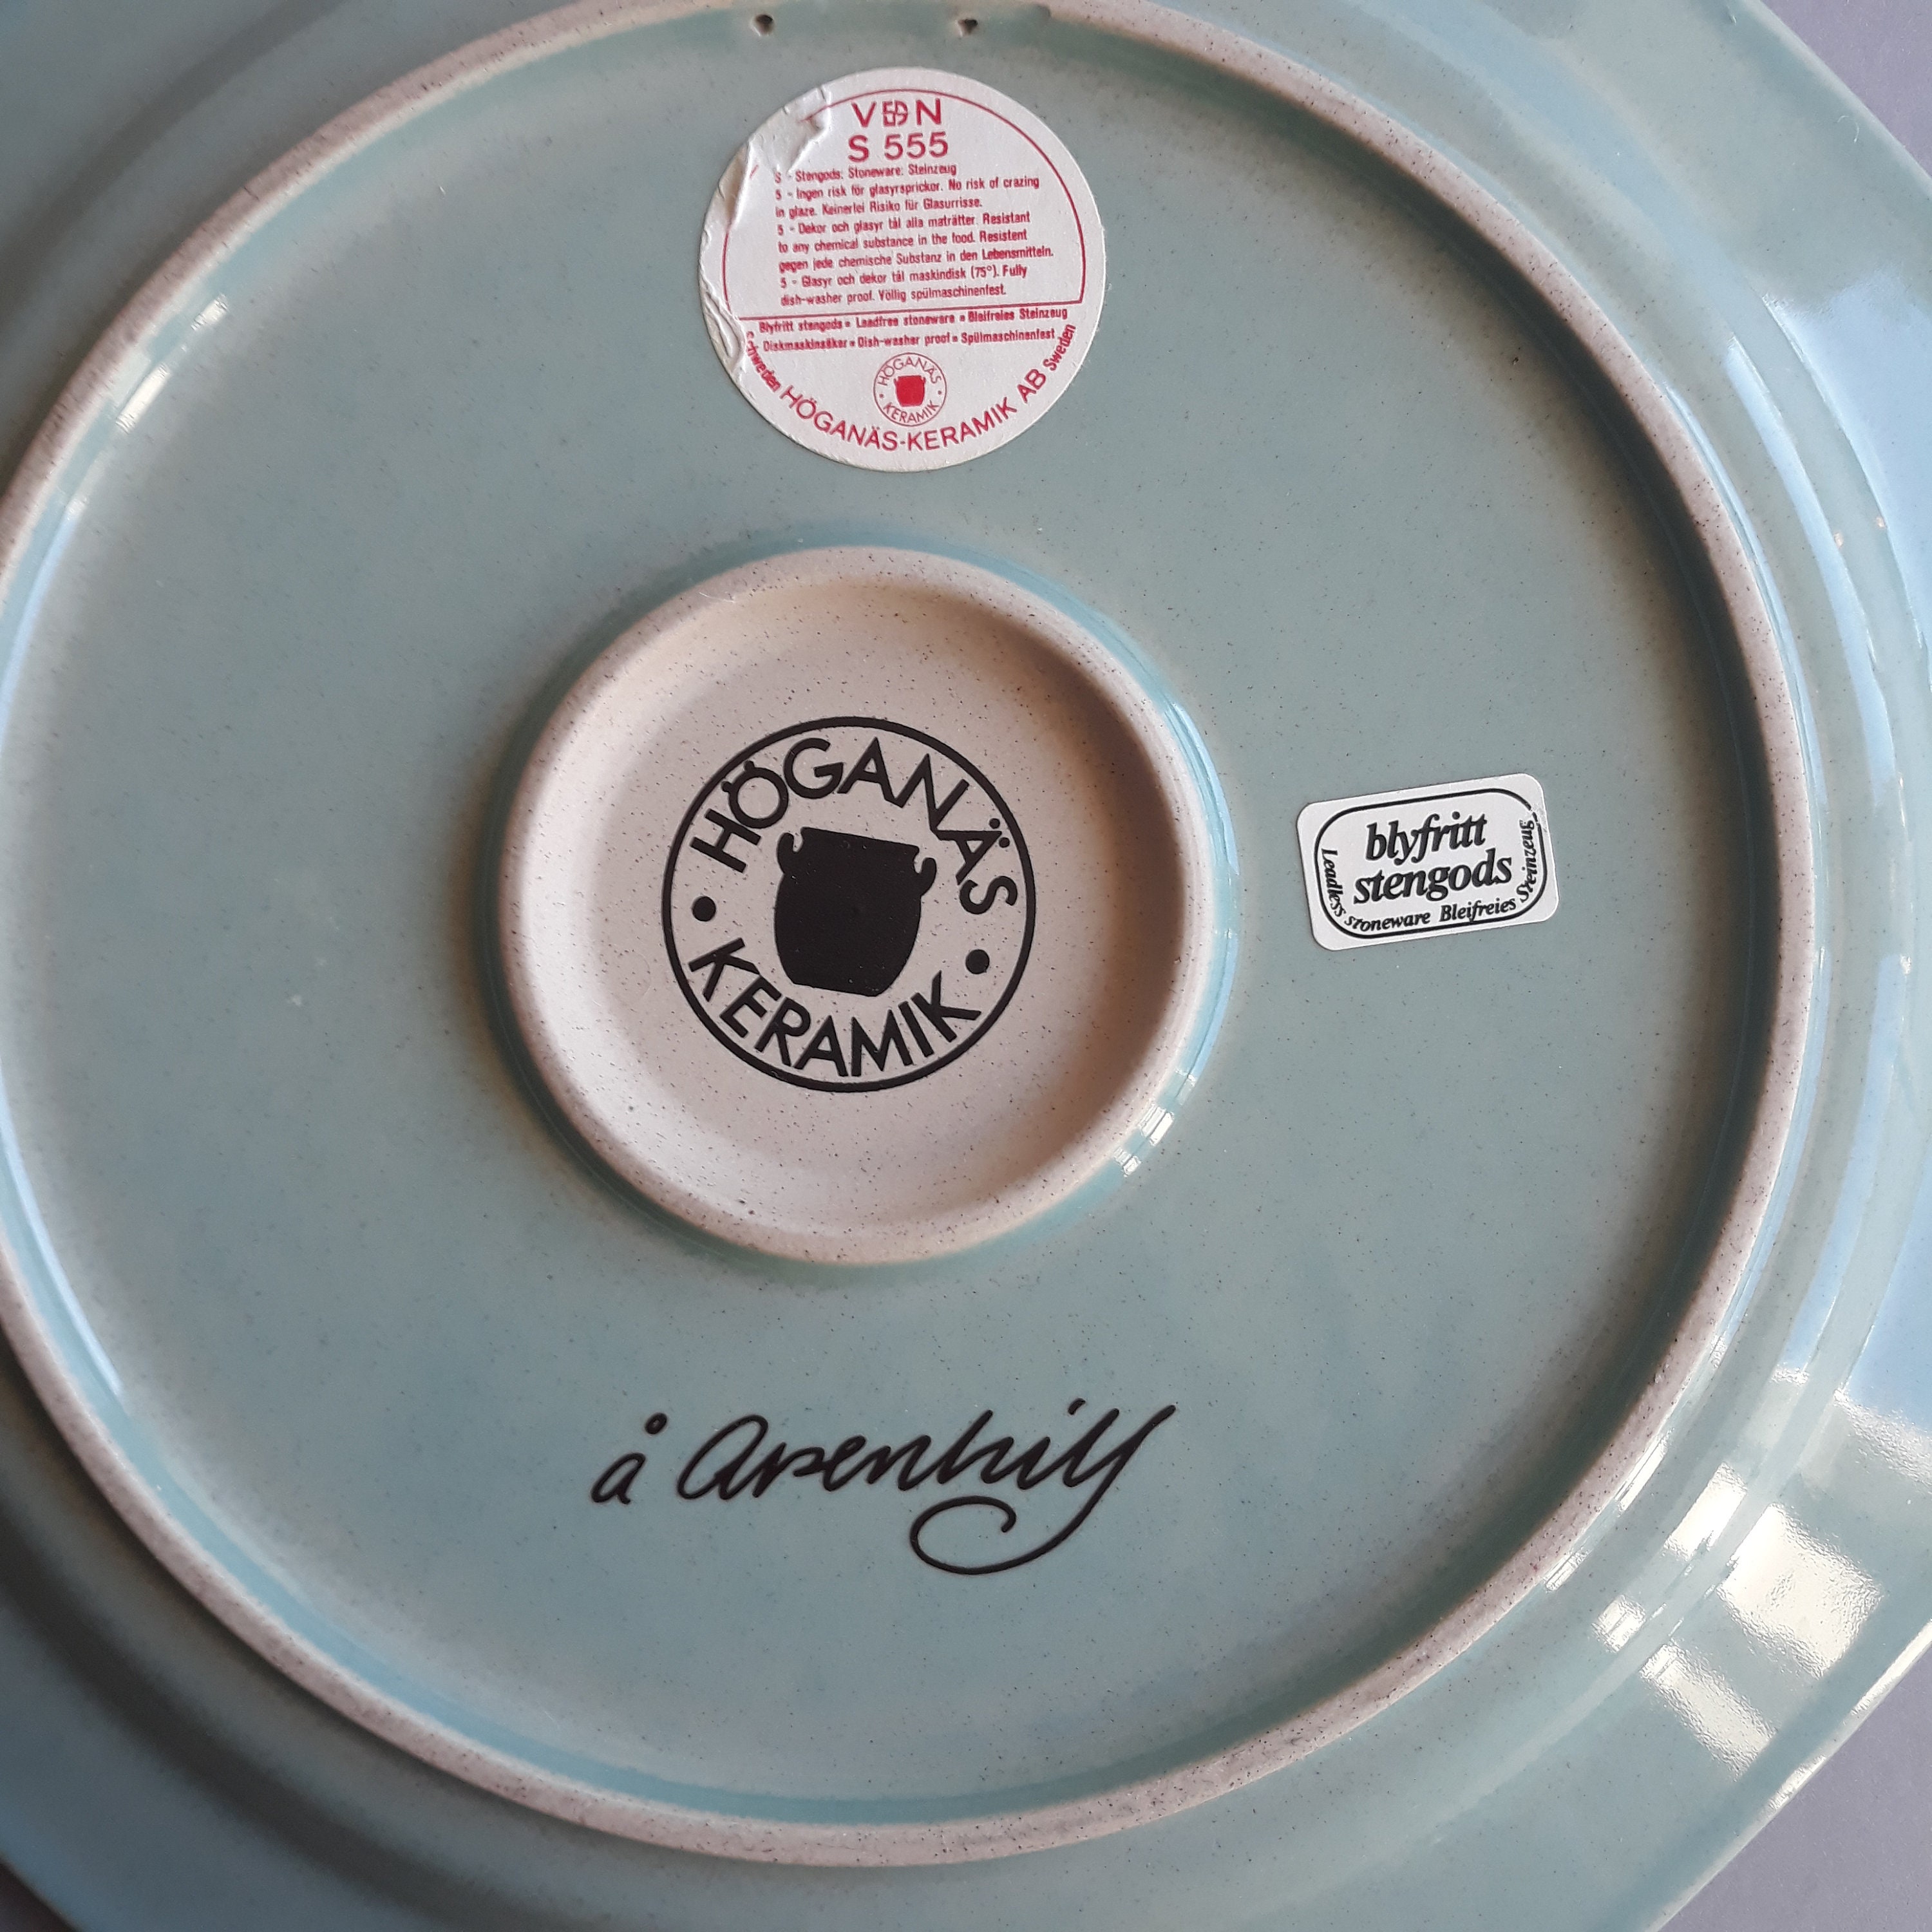 VDN
S 555
S - Stengods: Stoneware: Steinzeug
5 - Ingen risk för glasyrsprickor. No risk of crazing
in glaze. Keinerlei Risiko für Glasurrisse.
5 - Dekor och glasyr tål alla maträtter. Resistant
to any chemical substance in the food. Resistent
gegen jede chemische Substanz in den Lebensmitteln.
5 - Glasyr och dekor tål maskindisk (75°). Fully
dish-washer proof. Völlig spülmaschinenfest.
Blyfritt stengods • Leadfree stoneware • Bleifreies Steinzeug
Diskmaskinsäker • Dish-washer proof • Spülmaschinenfest
HÖGANÄS
• KERAMIK •
Schweden HÖGANÄS-KERAMIK AB Sweden
HÖGANÄS
• KERAMIK •
blyfritt
stengods
Leadless Stoneware Bleifreies Steinzeug
å Arenhill